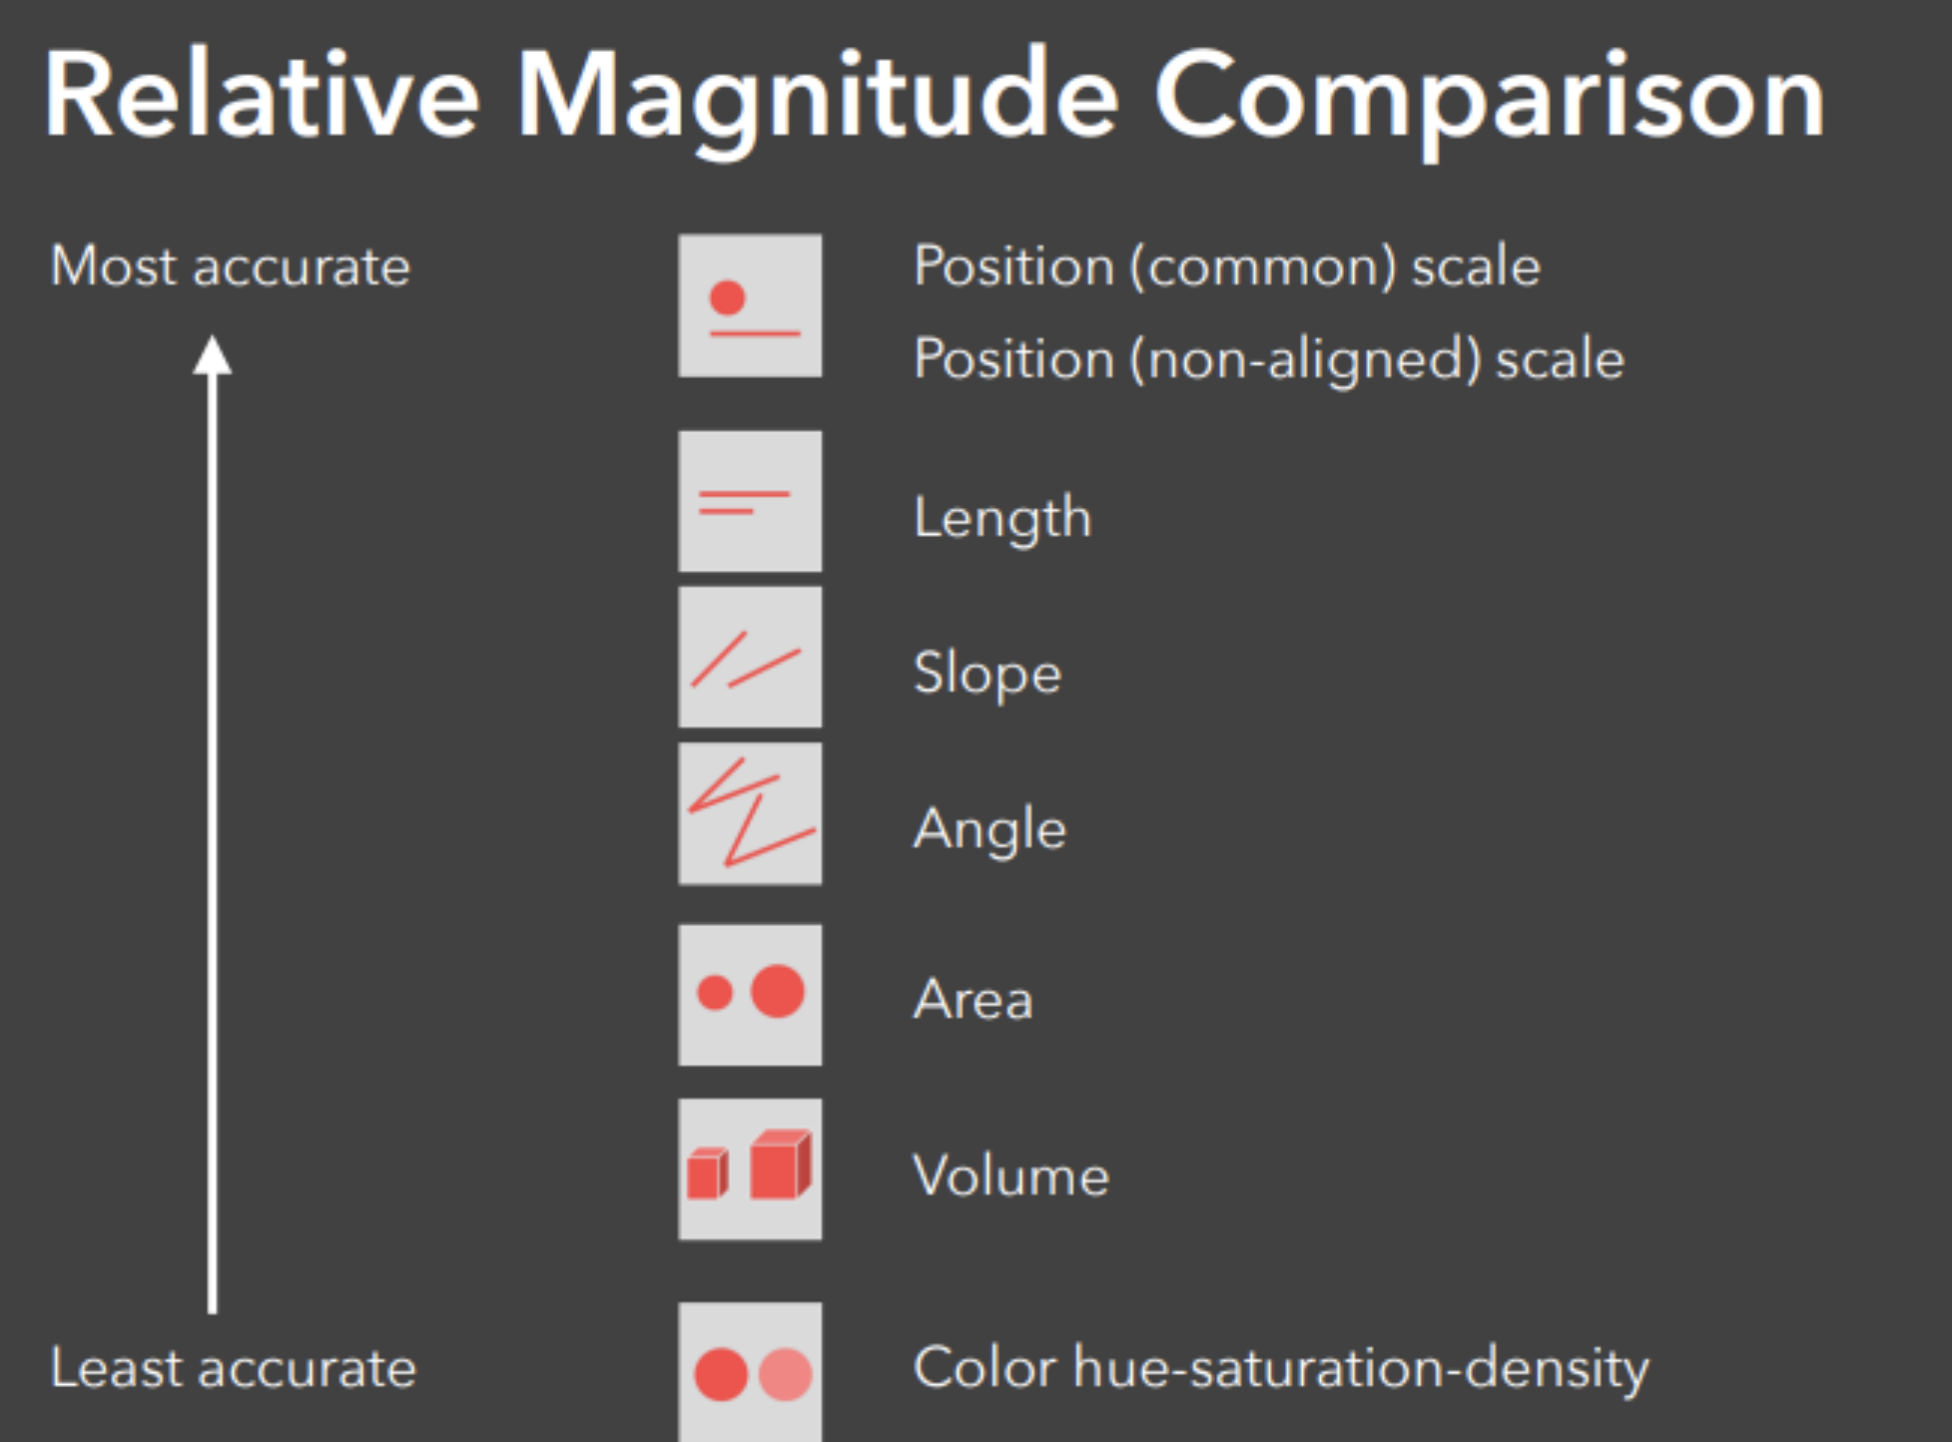 Relative Magnitude Comparison
Most accurate
Position (common) scale
Position (non-aligned) scale
Length
Slope
Angle
Area
Volume
Least accurate
Color hue-saturation-density